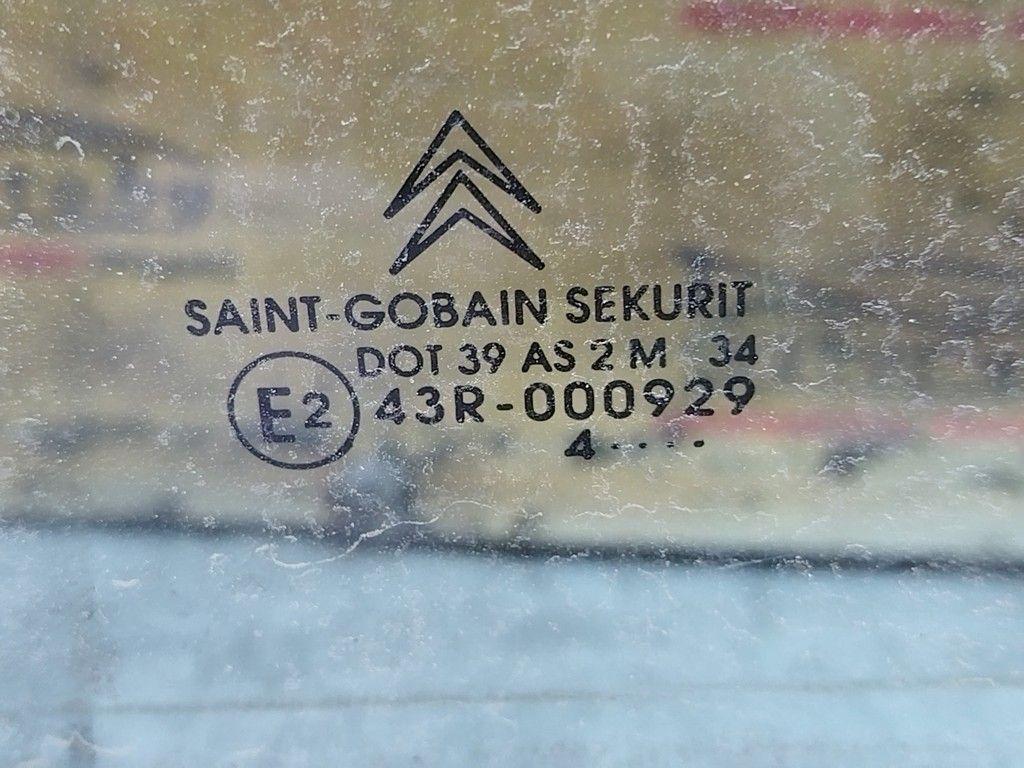 SAINT-GOBAIN SEKURIT
DOT 39 AS 2 M 34
E2 43R-000929
4....